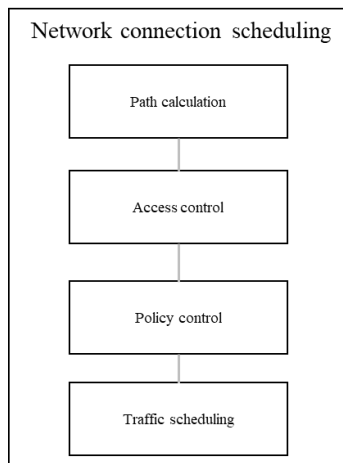 Network connection scheduling
Path calculation
Access control
Policy control
Traffic scheduling